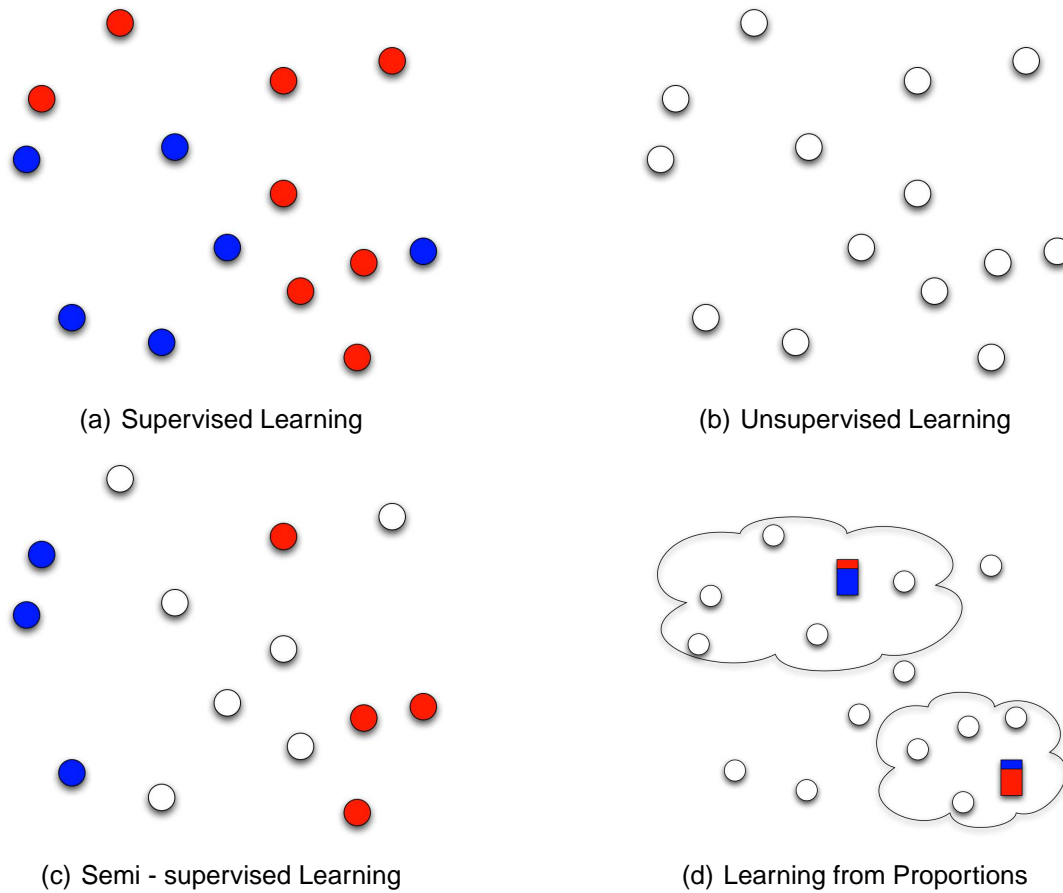 (a) Supervised Learning
(b) Unsupervised Learning
(c) Semi - supervised Learning
(d) Learning from Proportions